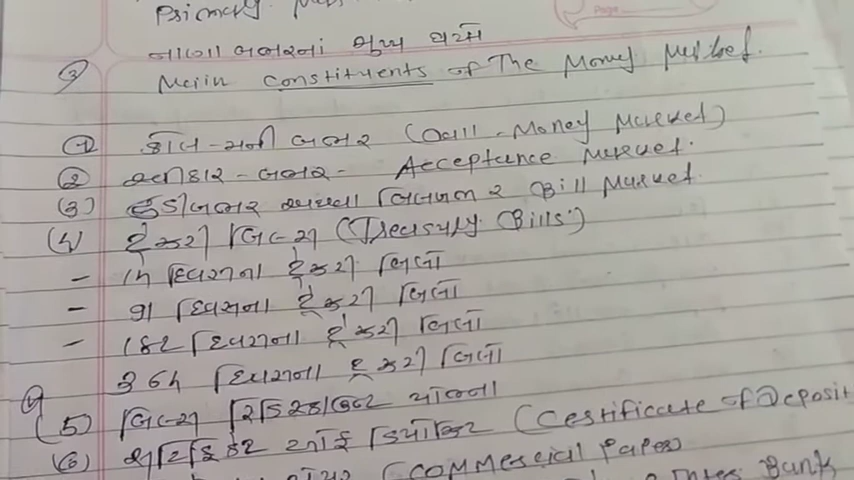 Primary
નાણા બજારનાં મુખ્ય ઘટકો
③ Main Constituents of The Money Market.
① કોલ-મની બજાર (Call-Money Market)
② સ્વીકાર-બજાર- Acceptance Market.
(3) હુંડીબજાર અથવા બિલબજાર Bill Market
(4) ટ્રેઝરી બિલ્સ (Treasury Bills)
- 14 દિવસના ટ્રેઝરી બિલો
- 91 દિવસના ટ્રેઝરી બિલો
- 182 દિવસના ટ્રેઝરી બિલો
364 દિવસના ટ્રેઝરી બિલો
(5) બિલ્સ રિડિસ્કાઉન્ટ યોજના
(6) સર્ટિફિકેટ ઓફ ડિપોઝિટ (Certificate of Deposit
(Commercial Paper)
Inter Bank